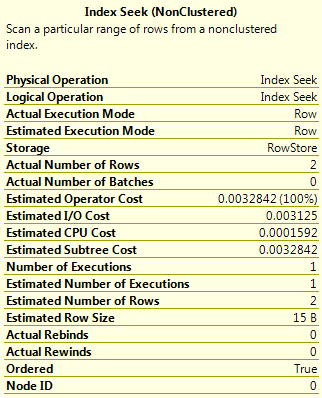 Index Seek (NonClustered)
Scan a particular range of rows from a nonclustered
index.
Physical Operation Index Seek
Logical Operation Index Seek
Actual Execution Mode Row
Estimated Execution Mode Row
Storage RowStore
Actual Number of Rows 2
Actual Number of Batches 0
Estimated Operator Cost 0.0032842 (100%)
Estimated I/O Cost 0.003125
Estimated CPU Cost 0.0001592
Estimated Subtree Cost 0.0032842
Number of Executions 1
Estimated Number of Executions 1
Estimated Number of Rows 2
Estimated Row Size 15 B
Actual Rebinds 0
Actual Rewinds 0
Ordered True
Node ID 0